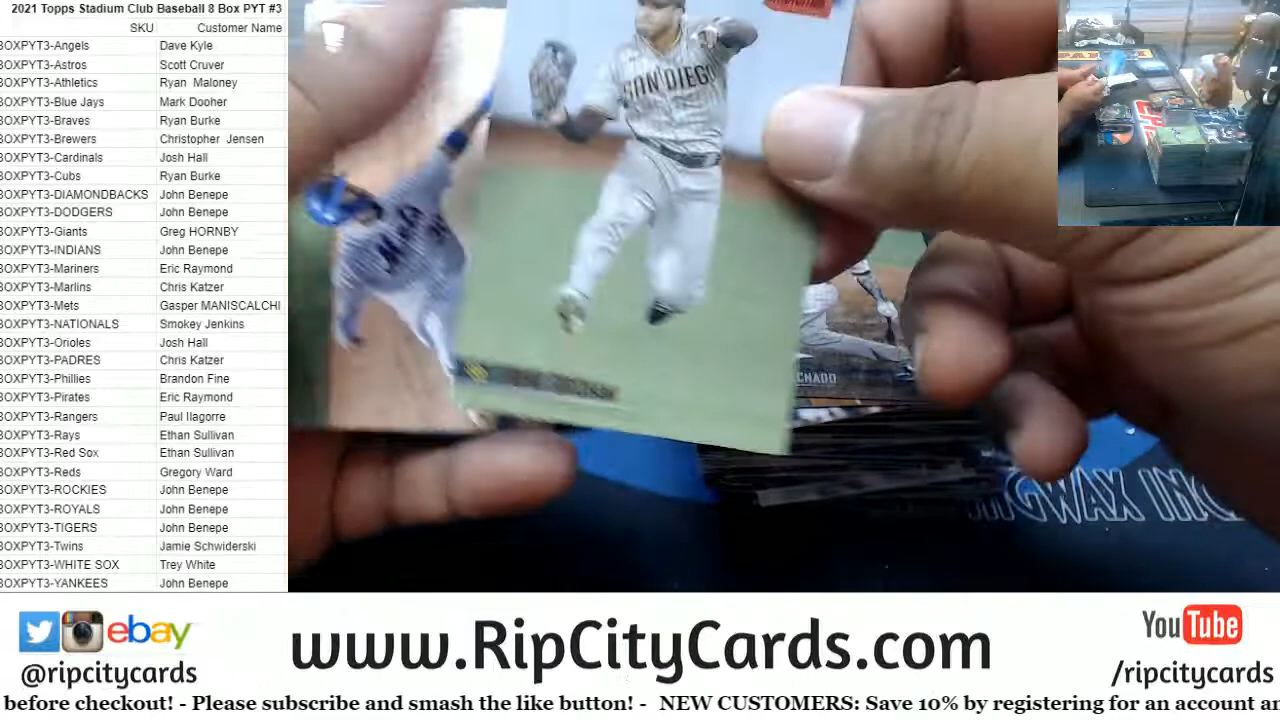 2021 Topps Stadium Club Baseball 8 Box PYT #3
SKU Customer Name
BOXPYT3-Angels Dave Kyle
BOXPYT3-Astros Scott Cruver
BOXPYT3-Athletics Ryan Maloney
BOXPYT3-Blue Jays Mark Dooher
BOXPYT3-Braves Ryan Burke
BOXPYT3-Brewers Christopher Jensen
BOXPYT3-Cardinals Josh Hall
BOXPYT3-Cubs Ryan Burke
BOXPYT3-DIAMONDBACKS John Benepe
BOXPYT3-DODGERS John Benepe
BOXPYT3-Giants Greg HORNBY
BOXPYT3-INDIANS John Benepe
BOXPYT3-Mariners Eric Raymond
BOXPYT3-Marlins Chris Katzer
BOXPYT3-Mets Gasper MANISCALCHI
BOXPYT3-NATIONALS Smokey Jenkins
BOXPYT3-Orioles Josh Hall
BOXPYT3-PADRES Chris Katzer
BOXPYT3-Phillies Brandon Fine
BOXPYT3-Pirates Eric Raymond
BOXPYT3-Rangers Paul Ilagorre
BOXPYT3-Rays Ethan Sullivan
BOXPYT3-Red Sox Ethan Sullivan
BOXPYT3-Reds Gregory Ward
BOXPYT3-ROCKIES John Benepe
BOXPYT3-ROYALS John Benepe
BOXPYT3-TIGERS John Benepe
BOXPYT3-Twins Jamie Schwiderski
BOXPYT3-WHITE SOX Trey White
BOXPYT3-YANKEES John Benepe
SAN DIEGO
CHADO
IGWAX INC
ebay
@ripcitycards
www.RipCityCards.com
YouTube
/ripcitycards
before checkout! - Please subscribe and smash the like button! - NEW CUSTOMERS: Save 10% by registering for an account an